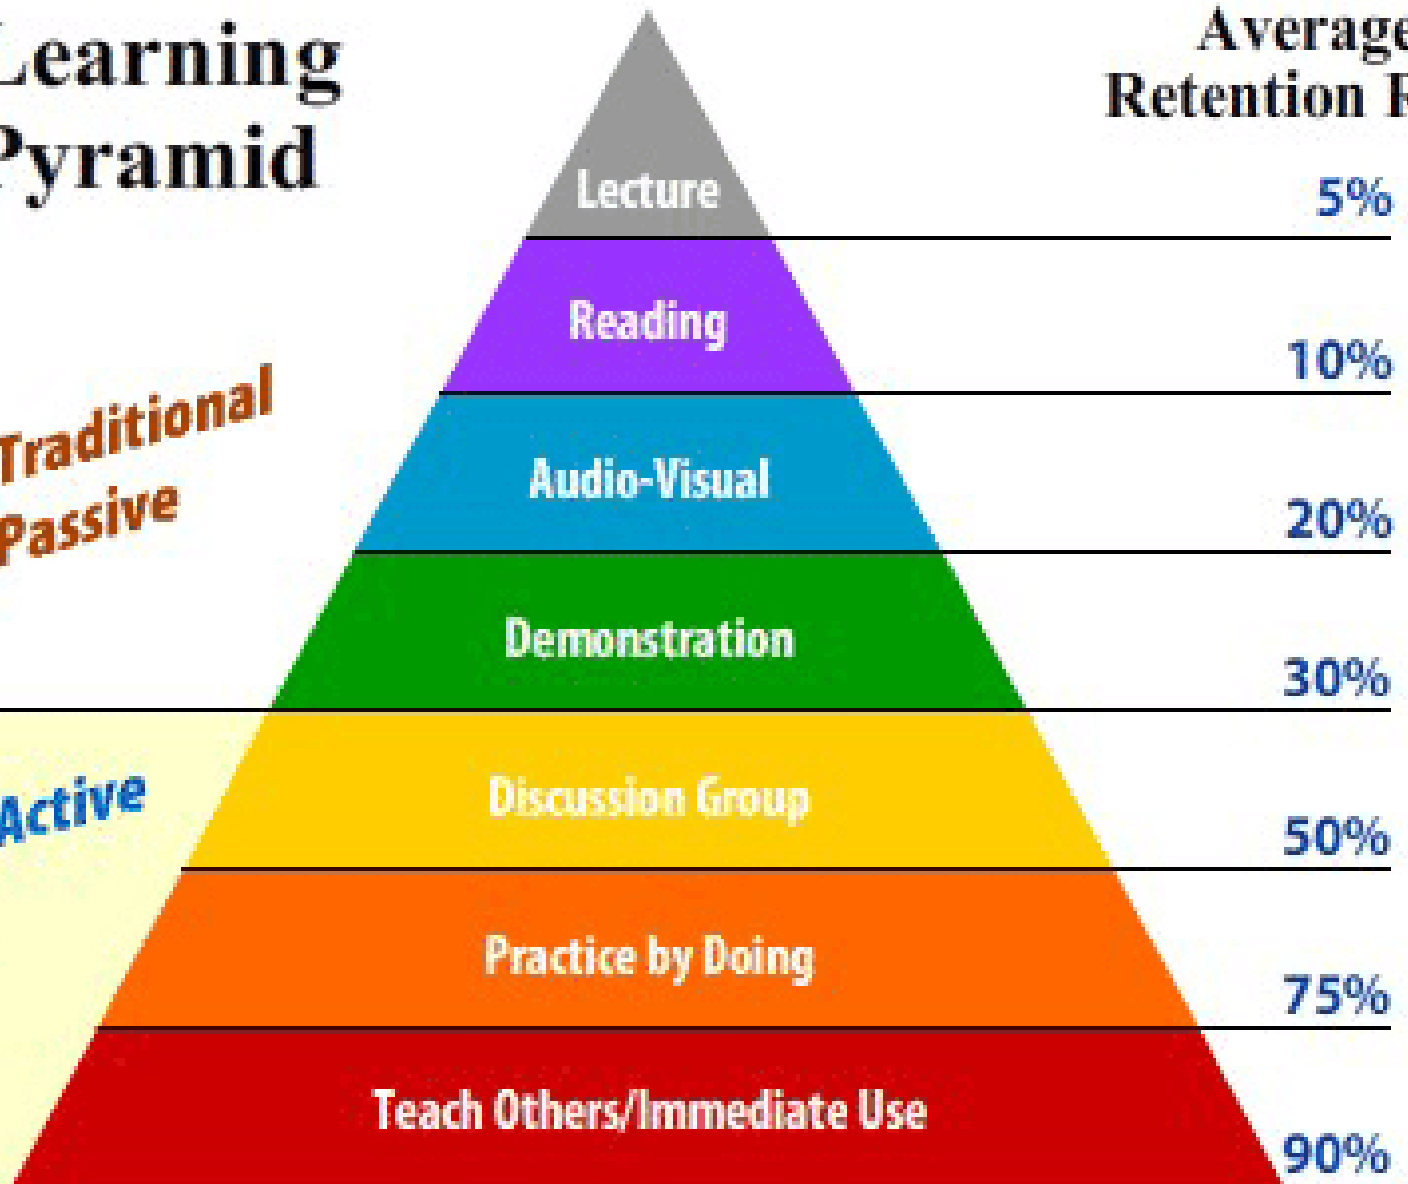 Learning
Pyramid
Average
Retention R
Lecture
5%
Reading
10%
Traditional
Passive
Audio-Visual
20%
Demonstration
30%
Active
Discussion Group
50%
Practice by Doing
75%
Teach Others/Immediate Use
90%